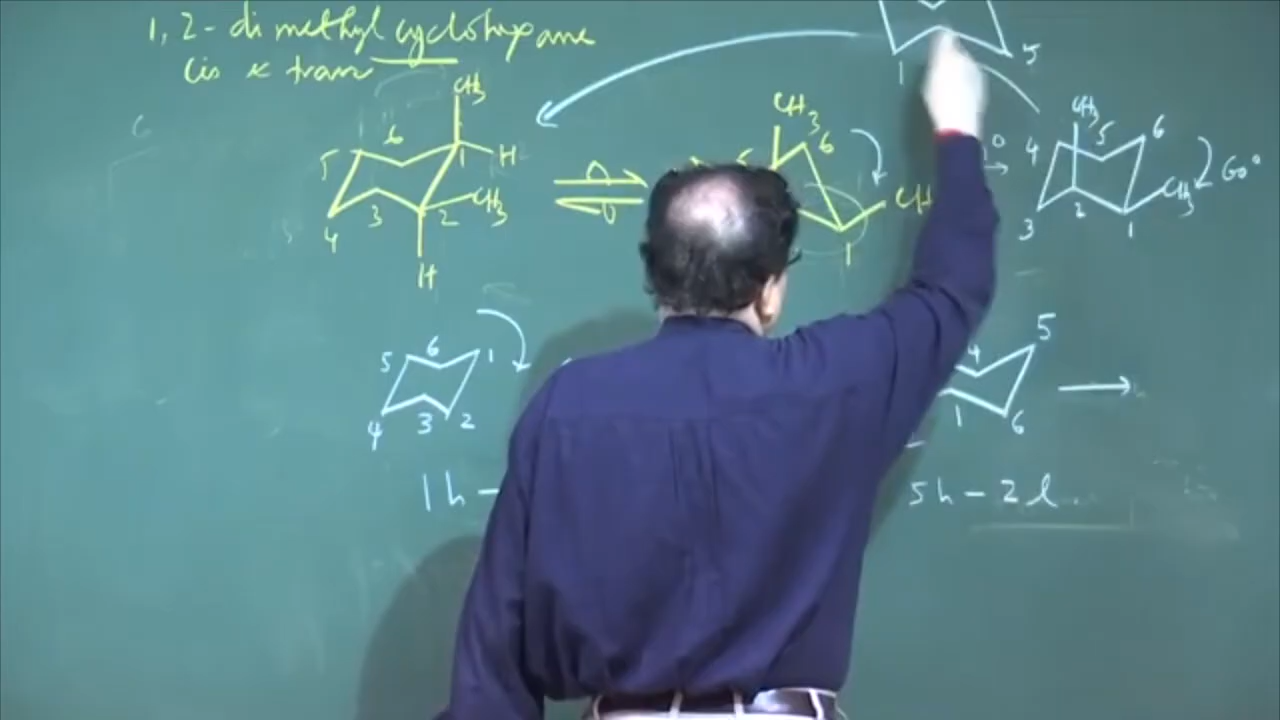 1,2-dimethyl cyclohexane
cis & trans
1 5
CH3
5 6 1 H
3 2 CH3
4
H
CH3
6
CH
1
CH3
4 5 6
60°
CH3
3 2 1
5 6 1
4 3 2
1h-
4 5
1 6
5h-2l